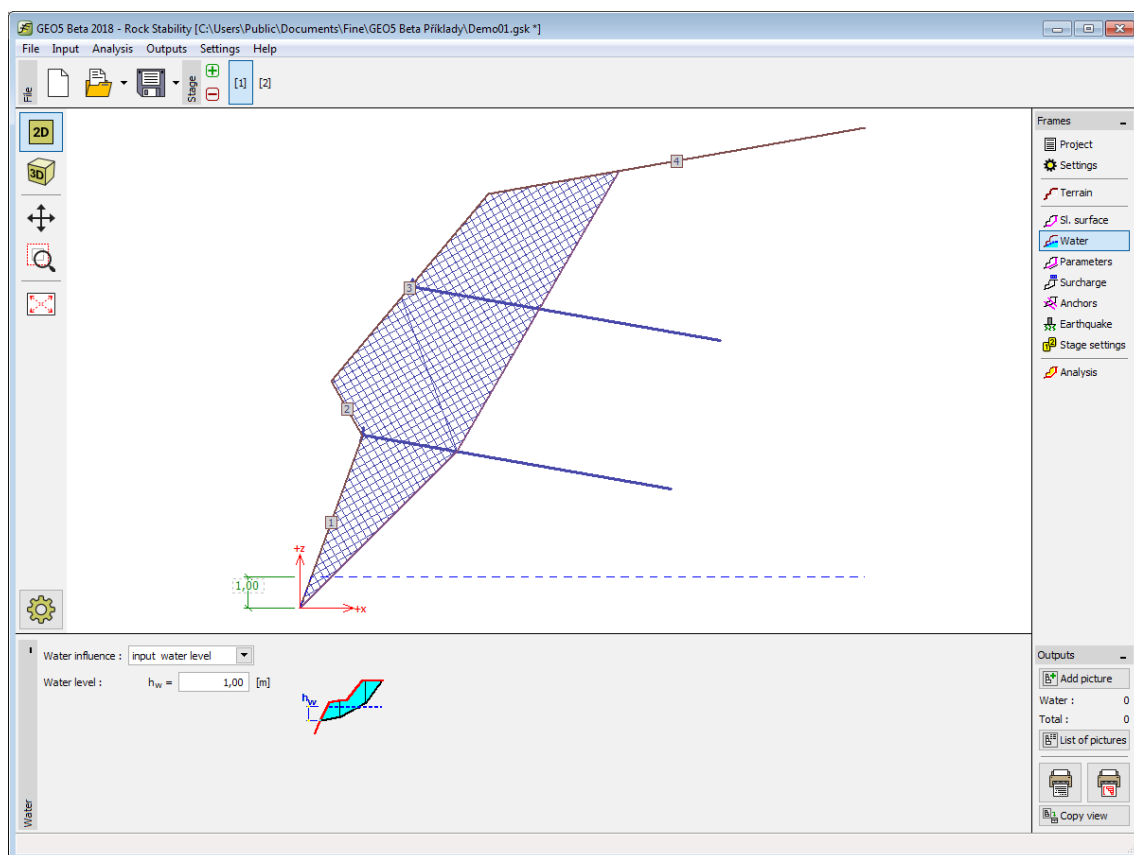 GEO5 Beta 2018 - Rock Stability [C:\Users\Public\Documents\Fine\GEO5 Beta Příklady\Demo01.gsk *]
File Input Analysis Outputs Settings Help
File
Stage
[1] [2]
2D
3D
4
3
2
1
+z
1,00
+x
Frames
Project
Settings
Terrain
Sl. surface
Water
Parameters
Surcharge
Anchors
Earthquake
Stage settings
Analysis
Water influence : input water level
Water level : hw = 1,00 [m]
hw
Water
Outputs
Add picture
Water : 0
Total : 0
List of pictures
Copy view